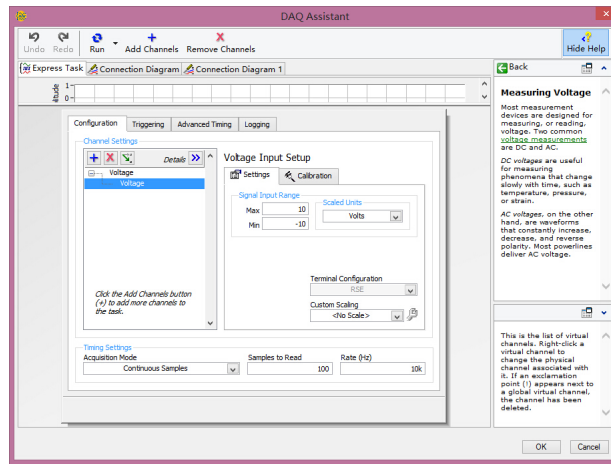 DAQ Assistant
Undo Redo Run Add Channels Remove Channels Hide Help
Express Task Connection Diagram Connection Diagram 1
Back
1-
0-
Measuring Voltage
Most measurement
devices are designed for
measuring, or reading,
voltage. Two common
voltage measurements
are DC and AC.
DC voltages are useful
for measuring
phenomena that change
slowly with time, such as
temperature, pressure,
or strain.
AC voltages, on the other
hand, are waveforms
that constantly increase,
decrease, and reverse
polarity. Most powerlines
deliver AC voltage.
Configuration Triggering Advanced Timing Logging
Channel Settings
Details
Voltage
Voltage
Click the Add Channels button
(+) to add more channels to
the task.
Voltage Input Setup
Settings Calibration
Signal Input Range
Max 10
Min -10
Scaled Units
Volts
Terminal Configuration
RSE
Custom Scaling
<No Scale>
Timing Settings
Acquisition Mode Samples to Read Rate (Hz)
Continuous Samples 100 10k
This is the list of virtual
channels. Right-click a
virtual channel to
change the physical
channel associated with
it. If an exclamation
point (!) appears next to
a global virtual channel,
the channel has been
deleted.
OK Cancel